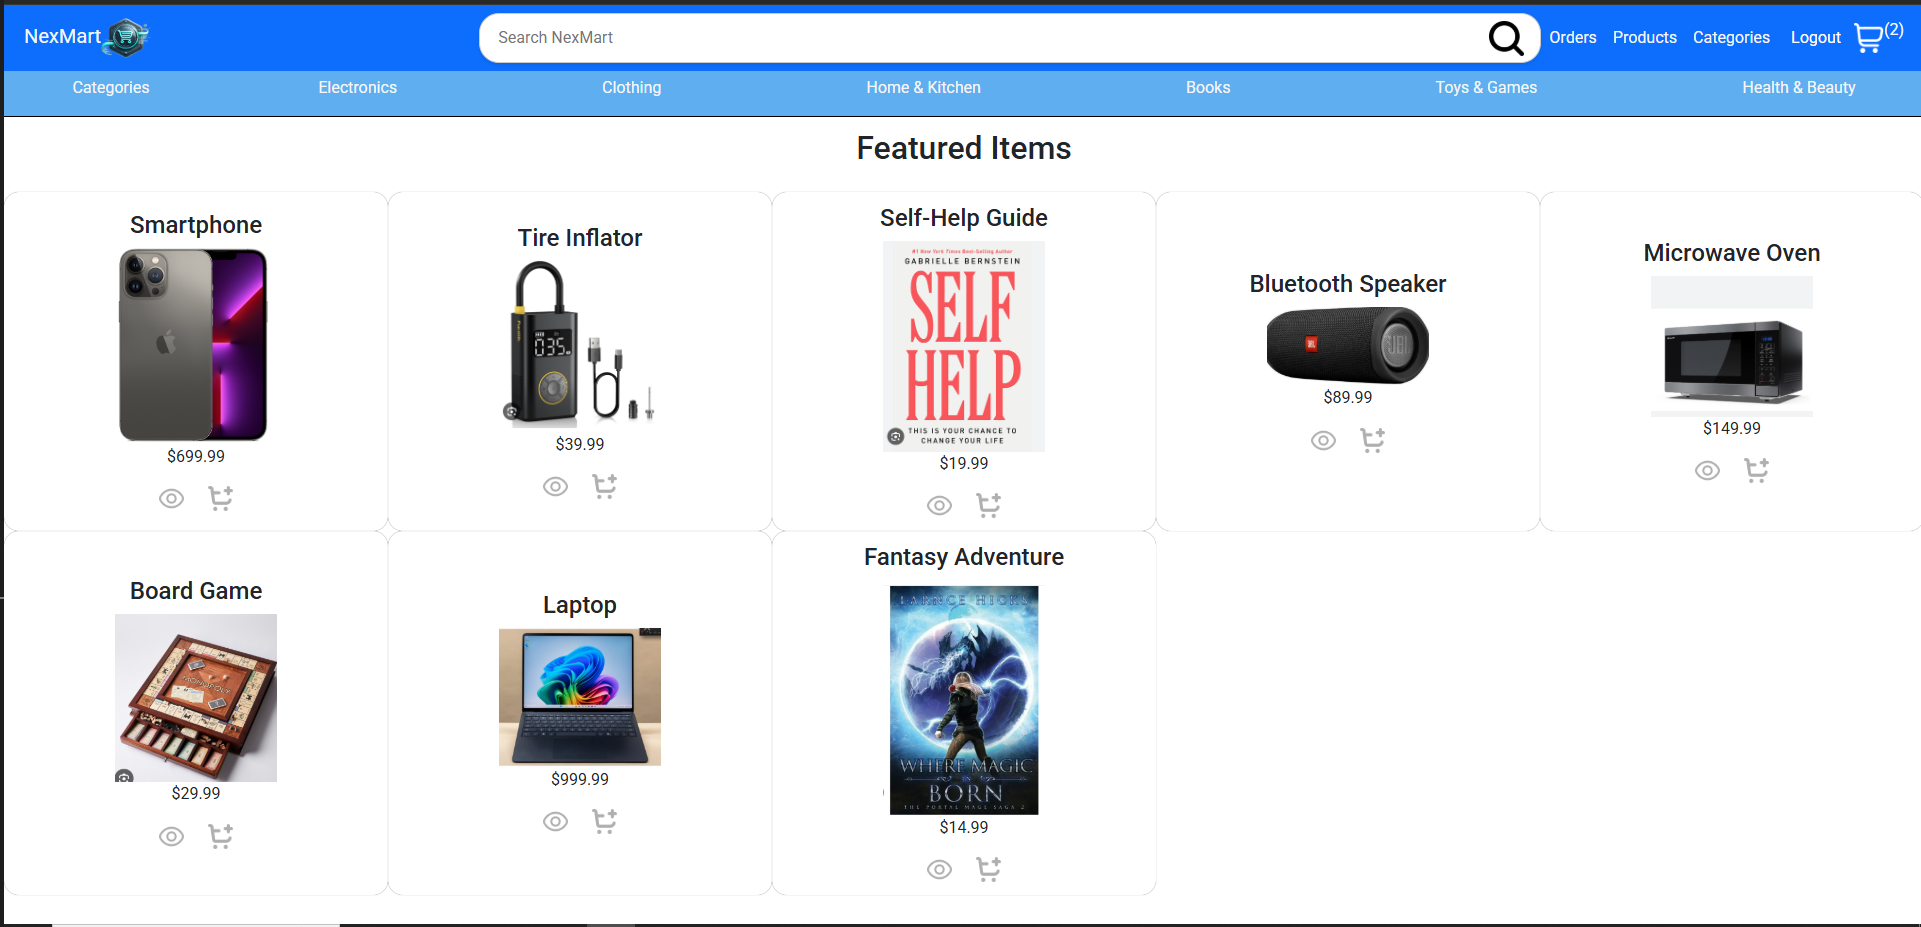 NexMart
Search NexMart
Orders Products Categories Logout (2)
Categories Electronics Clothing Home & Kitchen Books Toys & Games Health & Beauty
Featured Items
Smartphone
$699.99
Tire Inflator
035
$39.99
Self-Help Guide
#1 New York Times Best-Selling Author
GABRIELLE BERNSTEIN
SELF
HELP
THIS IS YOUR CHANCE TO
CHANGE YOUR LIFE
$19.99
Bluetooth Speaker
JBL
$89.99
Microwave Oven
$149.99
Board Game
MONOPOLY
$29.99
Laptop
$999.99
Fantasy Adventure
WHERE MAGIC
BORN
THE PORTAL MAGE SAGA 2
$14.99